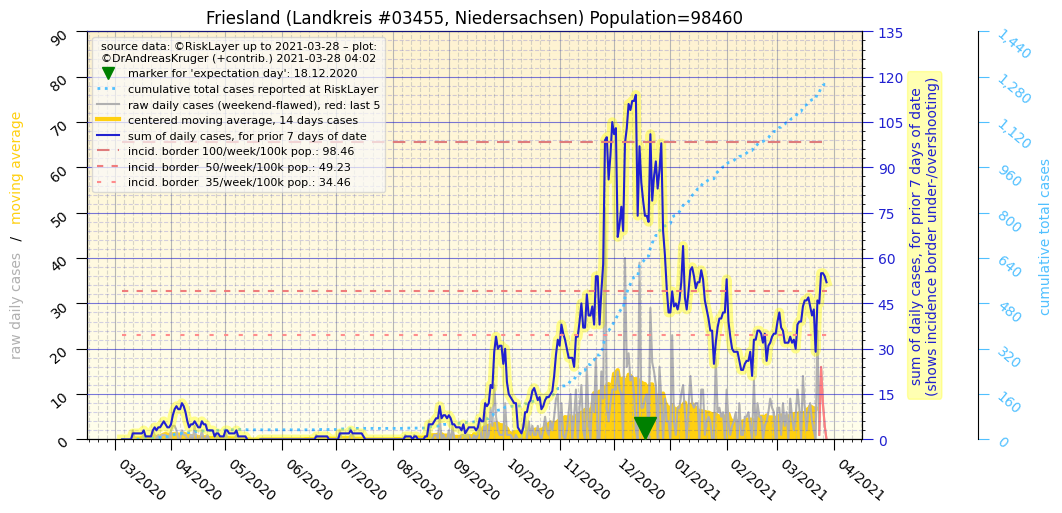 Friesland (Landkreis #03455, Niedersachsen) Population=98460
source data: ©RiskLayer up to 2021-03-28 – plot:
©DrAndreasKruger (+contrib.) 2021-03-28 04:02
marker for 'expectation day': 18.12.2020
cumulative total cases reported at RiskLayer
raw daily cases (weekend-flawed), red: last 5
centered moving average, 14 days cases
sum of daily cases, for prior 7 days of date
incid. border 100/week/100k pop.: 98.46
incid. border  50/week/100k pop.: 49.23
incid. border  35/week/100k pop.: 34.46
raw daily cases  /  moving average
90
80
70
60
50
40
30
20
10
0
03/2020
04/2020
05/2020
06/2020
07/2020
08/2020
09/2020
10/2020
11/2020
12/2020
01/2021
02/2021
03/2021
04/2021
135
120
105
90
75
60
45
30
15
0
sum of daily cases, for prior 7 days of date
(shows incidence border under-/overshooting)
1,440
1,280
1,120
960
800
640
480
320
160
0
cumulative total cases